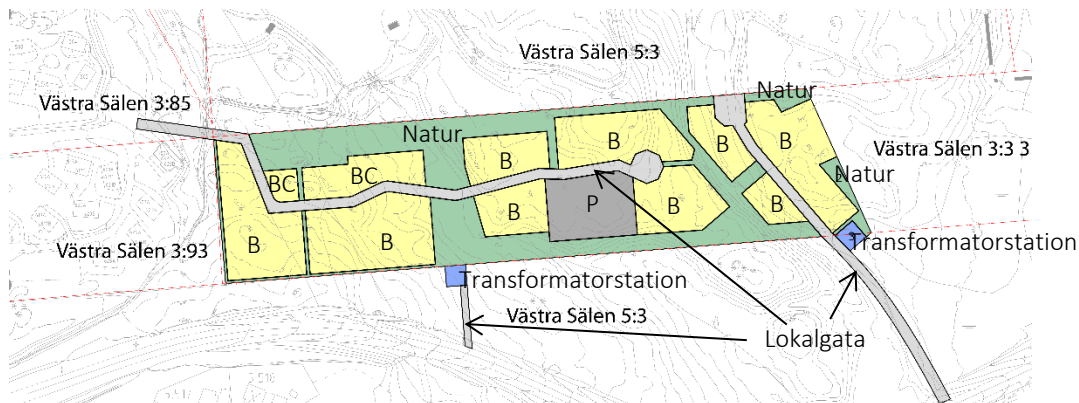 Västra Sälen 5:3
Västra Sälen 3:85
Natur
Natur
B
B
B
B
Västra Sälen 3:3 3
B
BC
BC
Natur
B
P
B
B
B
B
Västra Sälen 3:93
Transformatorstation
Transformatorstation
Västra Sälen 5:3
Lokalgata